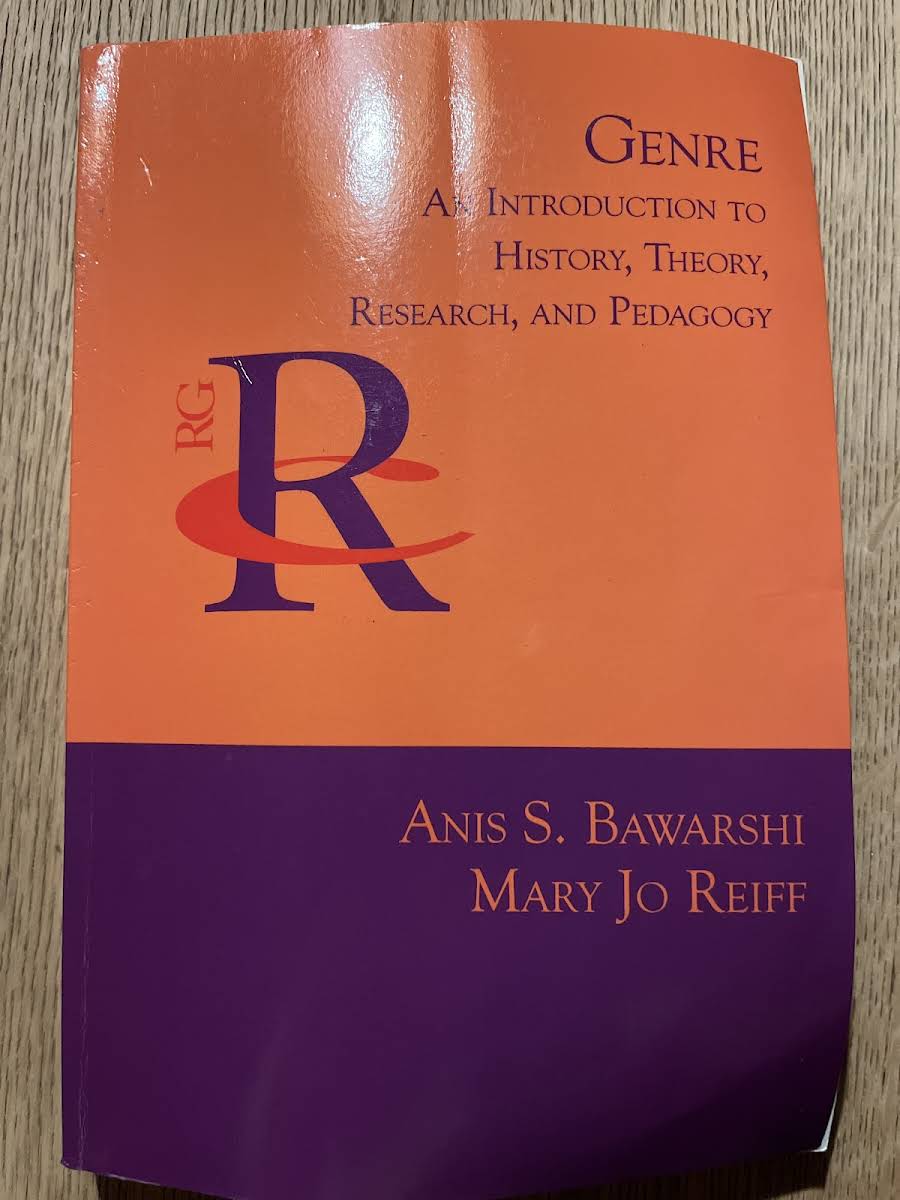 GENRE
AN INTRODUCTION TO
HISTORY, THEORY,
RESEARCH, AND PEDAGOGY
RG
R
ANIS S. BAWARSHI
MARY JO REIFF